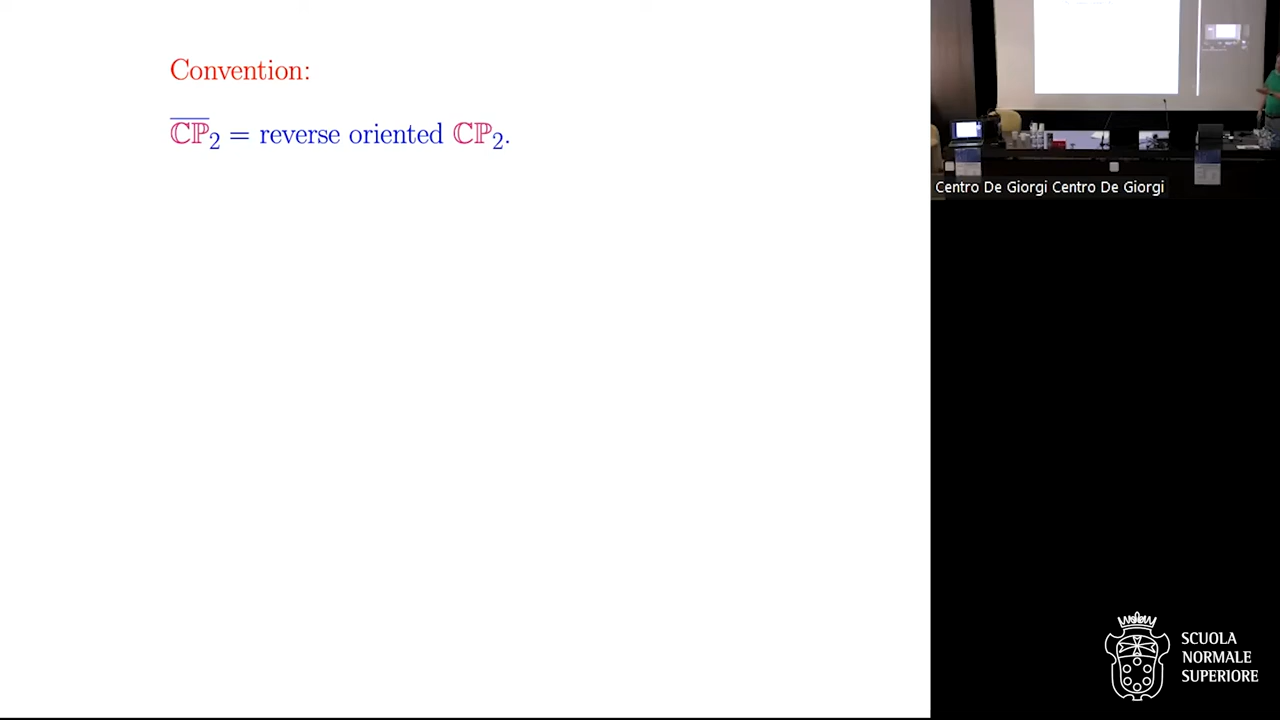 Convention:
$\overline{\mathbb{CP}}_2$ = reverse oriented $\mathbb{CP}_2$.
Centro De Giorgi Centro De Giorgi
SCUOLA
NORMALE
SUPERIORE